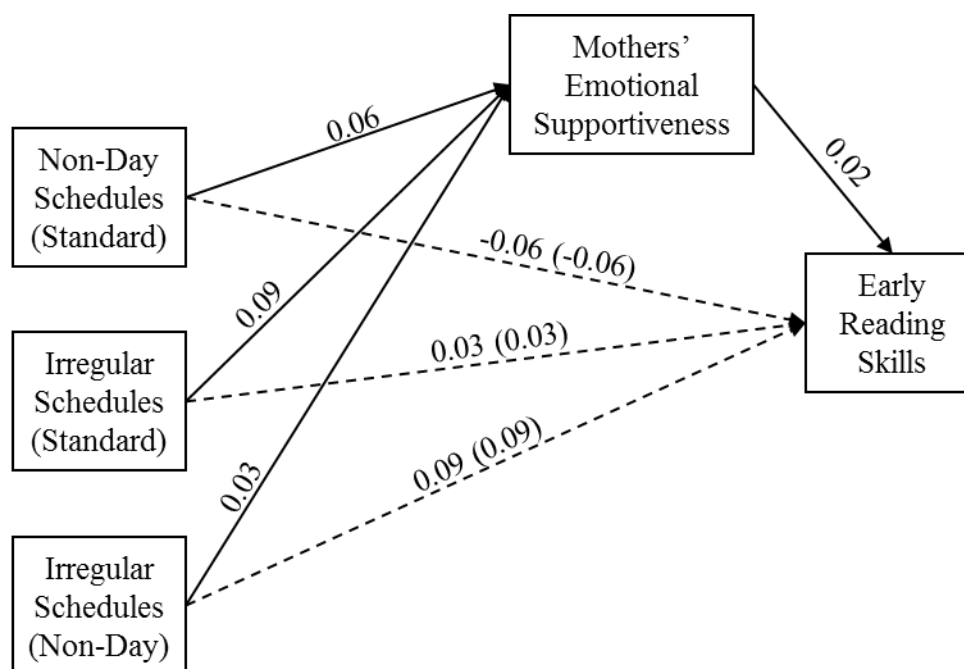 Mothers’
Emotional
Supportiveness
0.06
0.02
Non-Day
Schedules
(Standard)
-0.06 (-0.06)
0.09
Early
Reading
Skills
Irregular
Schedules
(Standard)
0.03 (0.03)
0.03
0.09 (0.09)
Irregular
Schedules
(Non-Day)